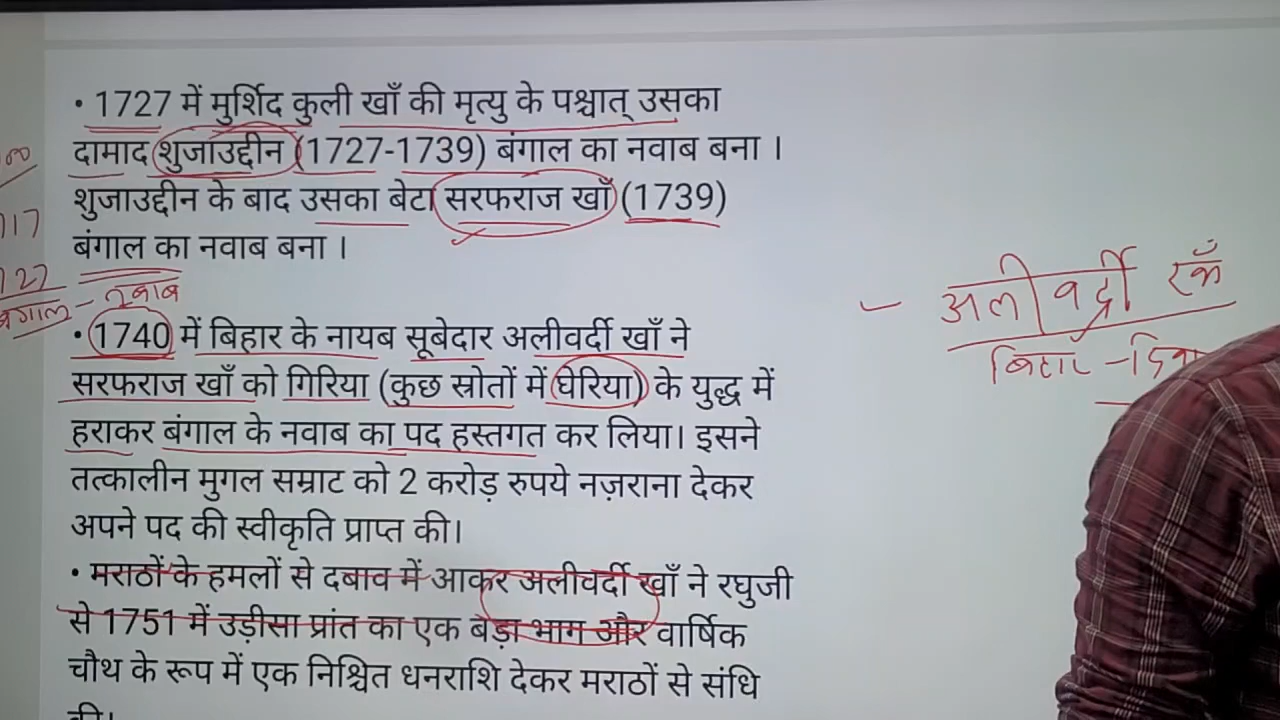 • 1727 में मुर्शिद कुली खाँ की मृत्यु के पश्चात् उसका
दामाद शुजाउद्दीन (1727-1739) बंगाल का नवाब बना ।
शुजाउद्दीन के बाद उसका बेटा सरफराज खाँ (1739)
बंगाल का नवाब बना ।
• 1740 में बिहार के नायब सूबेदार अलीवर्दी खाँ ने
सरफराज खाँ को गिरिया (कुछ स्रोतों में घेरिया) के युद्ध में
हराकर बंगाल के नवाब का पद हस्तगत कर लिया। इसने
तत्कालीन मुगल सम्राट को 2 करोड़ रुपये नज़राना देकर
अपने पद की स्वीकृति प्राप्त की।
• मराठों के हमलों से दबाव में आकर अलीवर्दी खाँ ने रघुजी
से 1751 में उड़ीसा प्रांत का एक बड़ा भाग और वार्षिक
चौथ के रूप में एक निश्चित धनराशि देकर मराठों से संधि
की।
बंगाल – नवाब
– अलीवर्दी खाँ
बिहार –